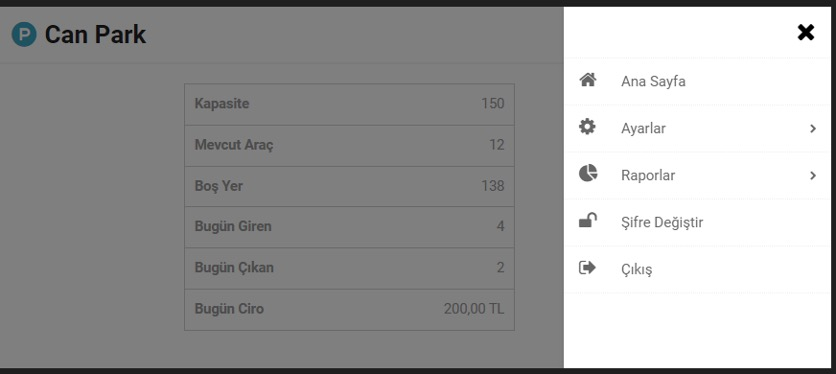 P Can Park
Kapasite 150
Mevcut Araç 12
Boş Yer 138
Bugün Giren 4
Bugün Çıkan 2
Bugün Ciro 200,00 TL
Ana Sayfa
Ayarlar
Raporlar
Şifre Değiştir
Çıkış